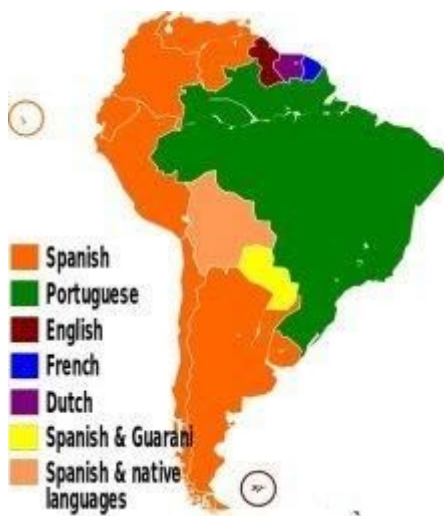 Spanish
Portuguese
English
French
Dutch
Spanish & Guarani
Spanish & native
languages